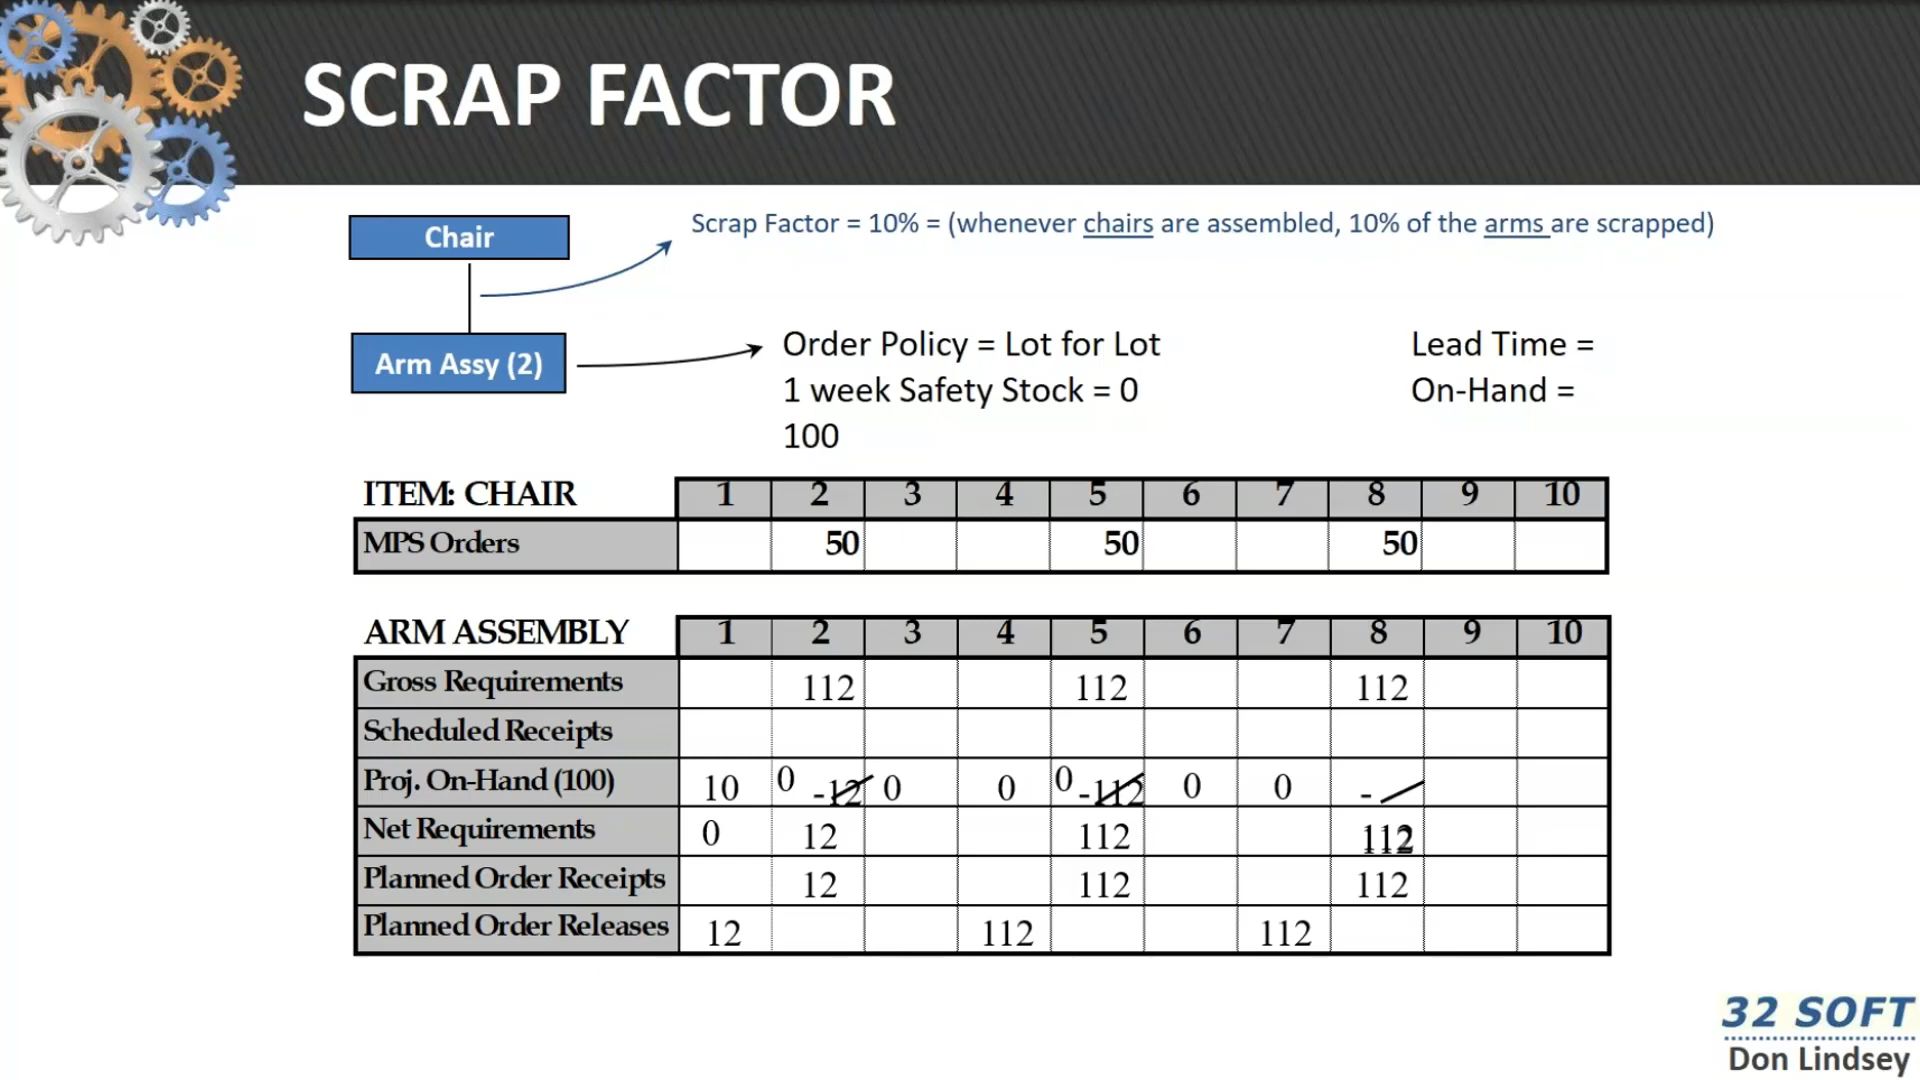 SCRAP FACTOR
Chair
Scrap Factor = 10% = (whenever chairs are assembled, 10% of the arms are scrapped)
Arm Assy (2)
Order Policy = Lot for Lot Lead Time =
1 week Safety Stock = 0 On-Hand =
100
ITEM: CHAIR 1 2 3 4 5 6 7 8 9 10
MPS Orders 50 50 50
ARM ASSEMBLY 1 2 3 4 5 6 7 8 9 10
Gross Requirements 112 112 112
Scheduled Receipts
Proj. On-Hand (100) 10 0 -12 0 0 0 -112 0 0 -
Net Requirements 0 12 112 112
Planned Order Receipts 12 112 112
Planned Order Releases 12 112 112
32 SOFT
Don Lindsey